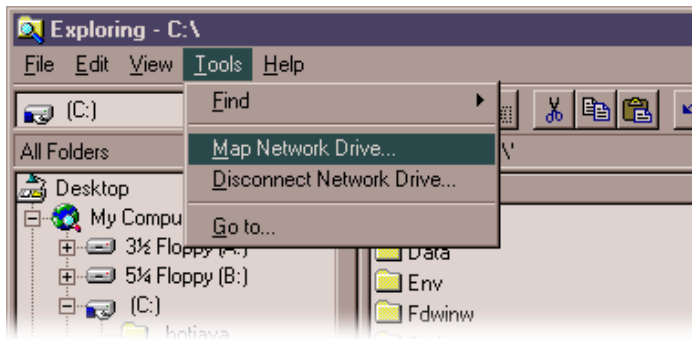 Exploring - C:\
File Edit View Tools Help
(C:)
Find
All Folders
Map Network Drive...
\'
Disconnect Network Drive...
Go to...
Desktop
My Compu
3½ Floppy (A:)
5¼ Floppy (B:)
(C:)
hotjava
Data
Env
Fdwinw